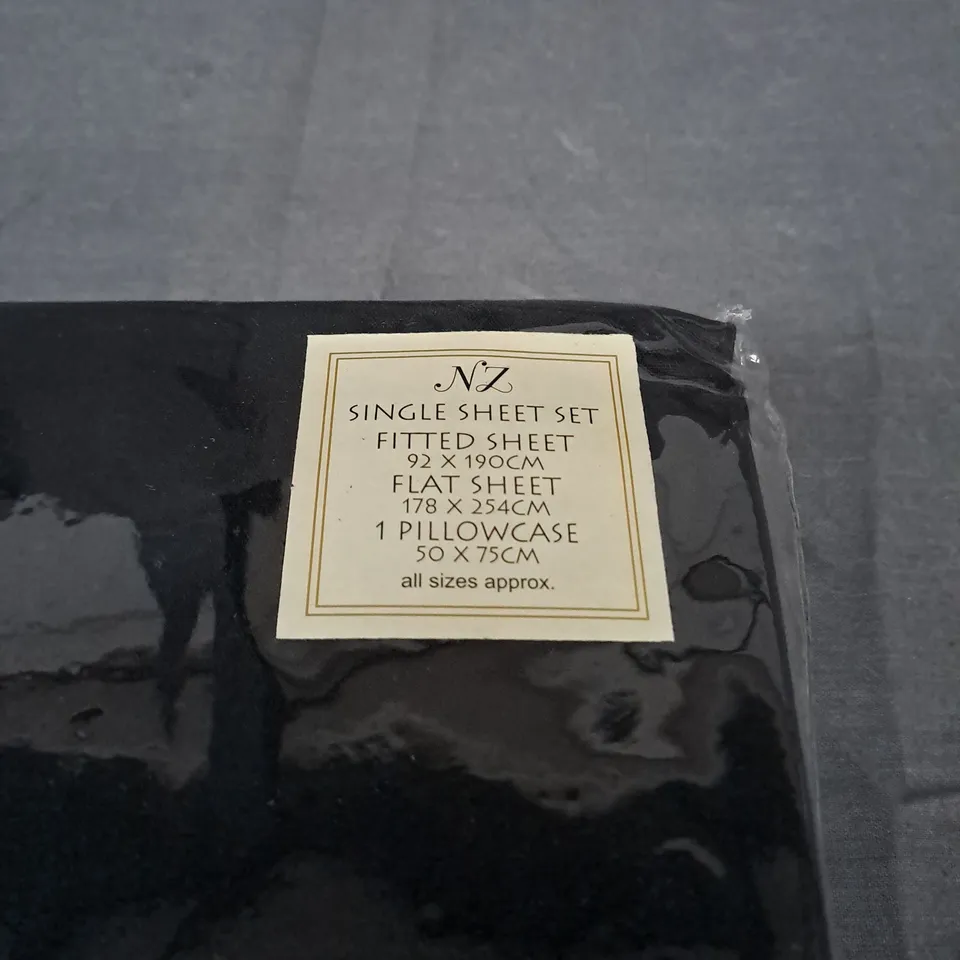 NZ
SINGLE SHEET SET
FITTED SHEET
92 X 190CM
FLAT SHEET
178 X 254CM
1 PILLOWCASE
50 X 75CM
all sizes approx.